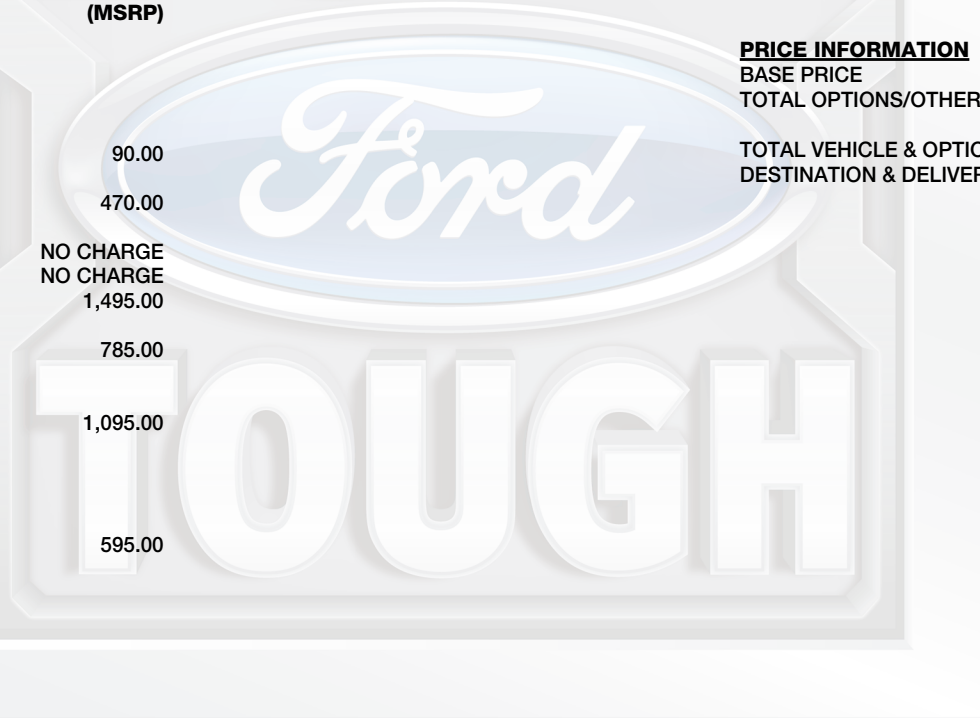 (MSRP)
90.00
470.00
NO CHARGE
NO CHARGE
1,495.00
785.00
1,095.00
595.00
PRICE INFORMATION
BASE PRICE
TOTAL OPTIONS/OTHER
TOTAL VEHICLE & OPTIO
DESTINATION & DELIVER
Ford
TOUGH